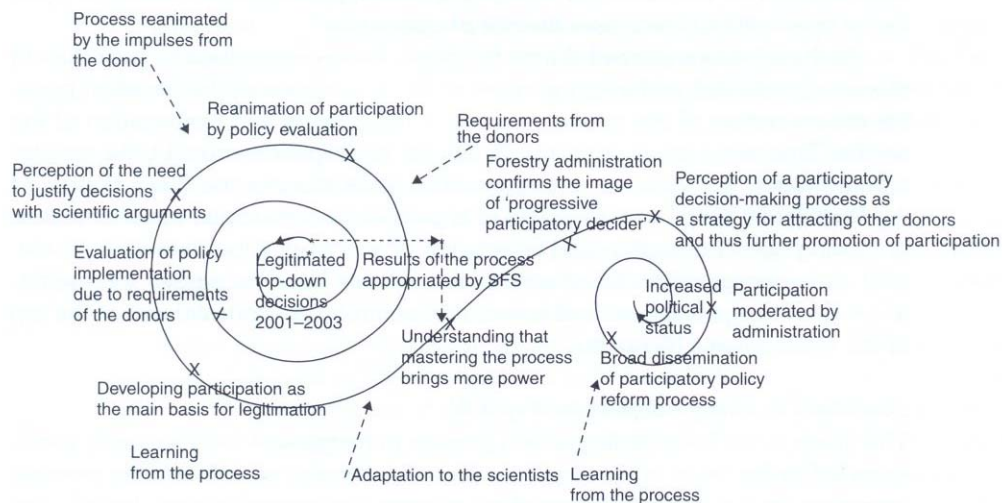 Process reanimated
by the impulses from
the donor
Reanimation of participation
by policy evaluation
Requirements from
the donors
Forestry administration
confirms the image
of ‘progressive
participatory decider’
Perception of a participatory
decision-making process as
a strategy for attracting other donors
and thus further promotion of participation
Perception of the need
to justify decisions
with scientific arguments
Evaluation of policy
implementation
due to requirements
of the donors
Legitimated
top-down
decisions
2001–2003
Results of the process
appropriated by SFS
Increased
political
status
Participation
moderated by
administration
Understanding that
mastering the process
brings more power
Broad dissemination
of participatory policy
reform process
Developing participation as
the main basis for legitimation
Learning
from the process
Adaptation to the scientists
Learning
from the process